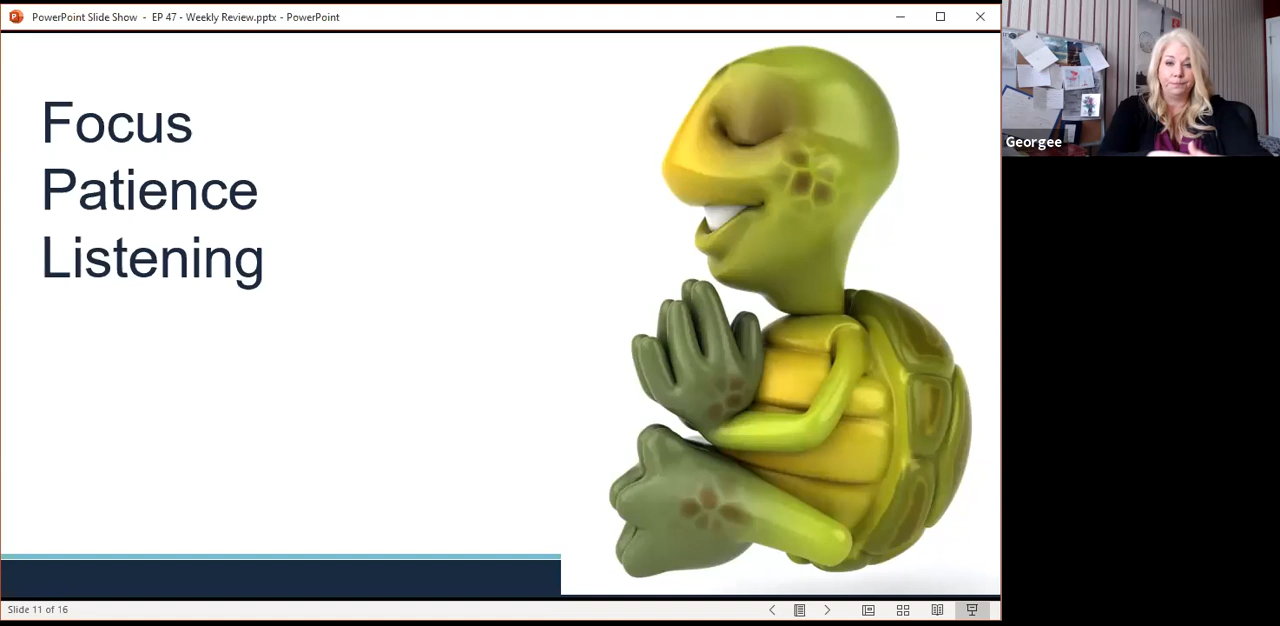 PowerPoint Slide Show - EP 47 - Weekly Review.pptx - PowerPoint
Focus
Patience
Listening
Georgee
Slide 11 of 16